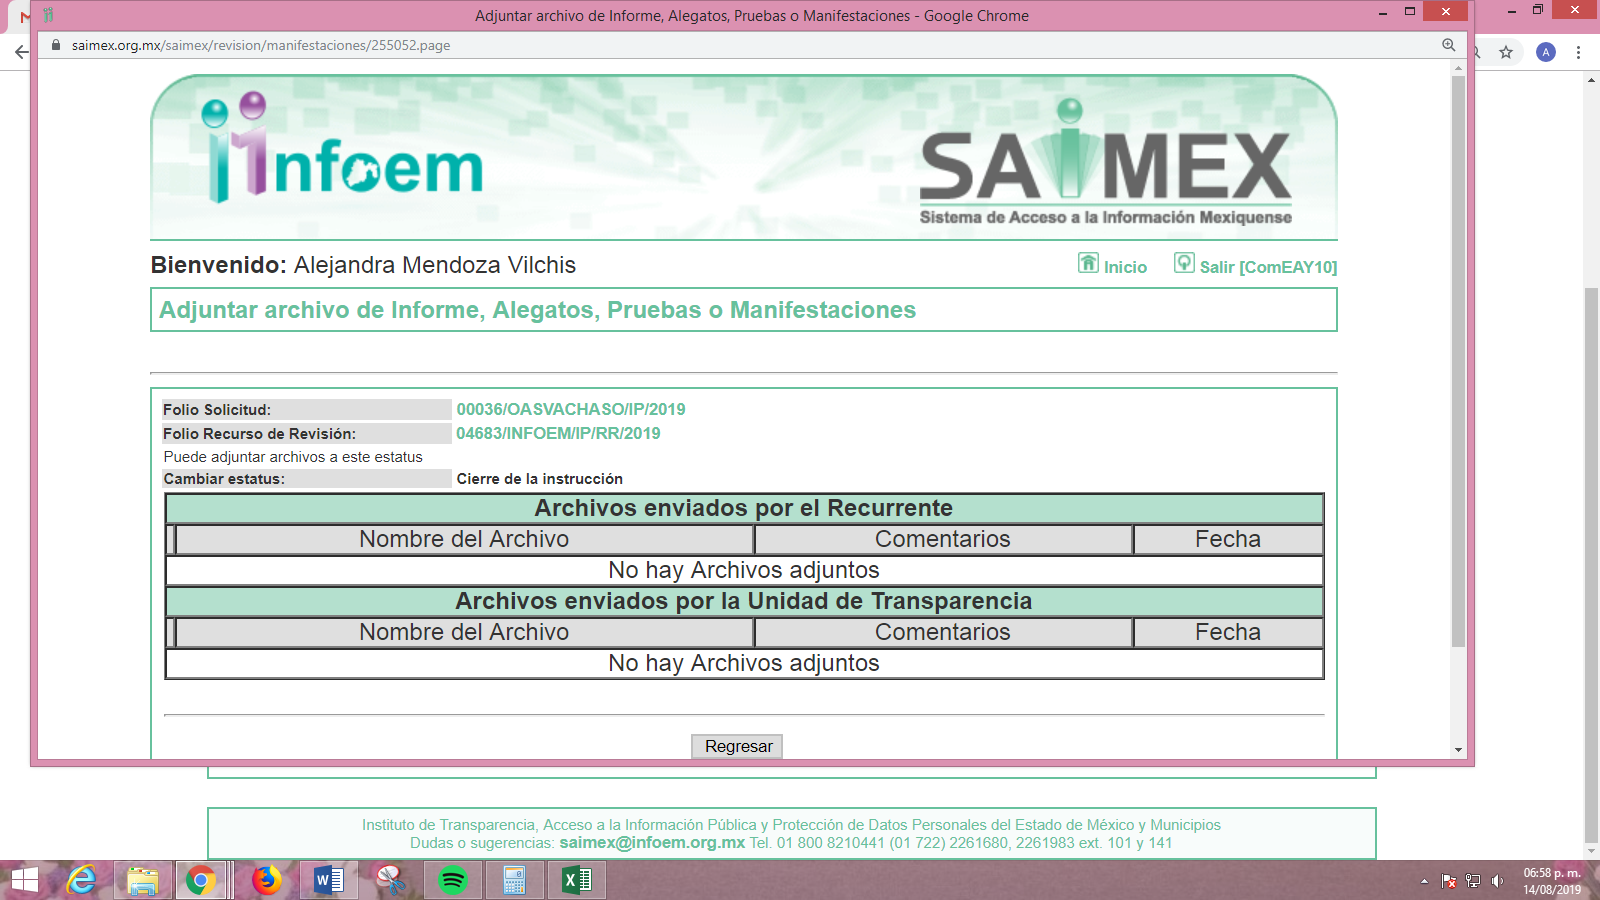 Adjuntar archivo de Informe, Alegatos, Pruebas o Manifestaciones - Google Chrome
saimex.org.mx/saimex/revision/manifestaciones/255052.page
A
infoem
SAIMEX
Sistema de Acceso a la Información Mexiquense
Bienvenido: Alejandra Mendoza Vilchis
Inicio
Salir [ComEAY10]
Adjuntar archivo de Informe, Alegatos, Pruebas o Manifestaciones
Folio Solicitud: 00036/OASVACHASO/IP/2019
Folio Recurso de Revisión: 04683/INFOEM/IP/RR/2019
Puede adjuntar archivos a este estatus
Cambiar estatus: Cierre de la instrucción
Archivos enviados por el Recurrente
Nombre del Archivo Comentarios Fecha
No hay Archivos adjuntos
Archivos enviados por la Unidad de Transparencia
Nombre del Archivo Comentarios Fecha
No hay Archivos adjuntos
Regresar
Instituto de Transparencia, Acceso a la Información Pública y Protección de Datos Personales del Estado de México y Municipios
Dudas o sugerencias: saimex@infoem.org.mx Tel. 01 800 8210441 (01 722) 2261680, 2261983 ext. 101 y 141
06:58 p. m.
14/08/2019